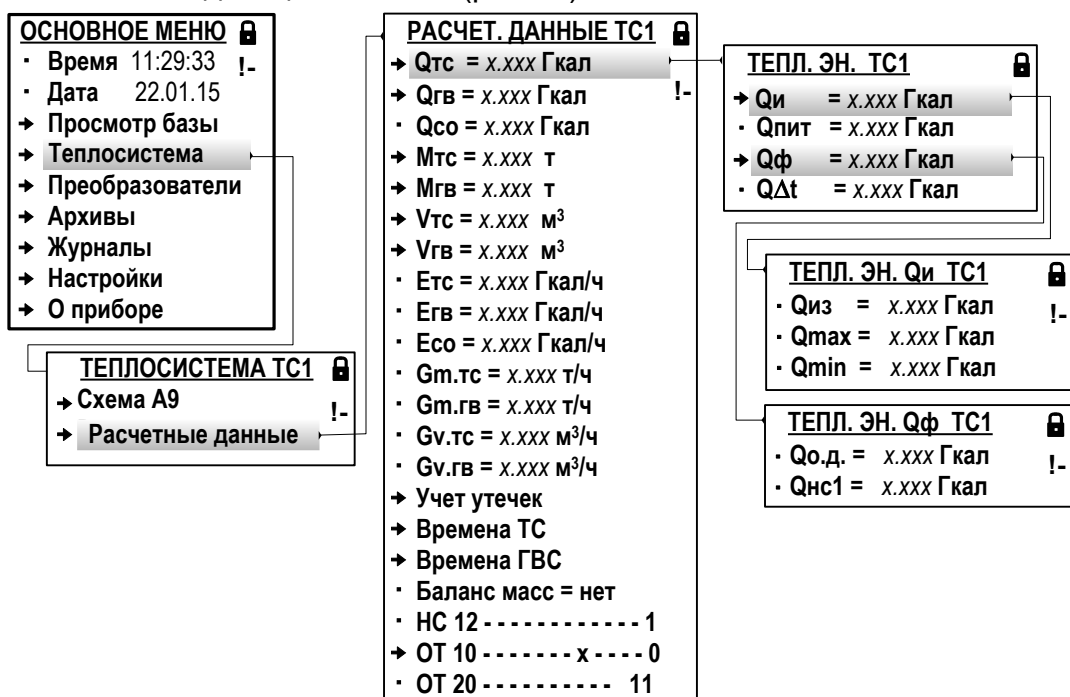 ОСНОВНОЕ МЕНЮ
· Время 11:29:33 !-
· Дата 22.01.15
→ Просмотр базы
→ Теплосистема
→ Преобразователи
→ Архивы
→ Журналы
→ Настройки
→ О приборе
ТЕПЛОСИСТЕМА ТС1
→ Схема А9 !-
→ Расчетные данные
РАСЧЕТ. ДАННЫЕ ТС1
→ Qтс = x.xxx Гкал
→ Qгв = x.xxx Гкал !-
· Qсо = x.xxx Гкал
→ Мтс = x.xxx т
→ Мгв = x.xxx т
→ Vтс = x.xxx м³
→ Vгв = x.xxx м³
· Етс = x.xxx Гкал/ч
· Егв = x.xxx Гкал/ч
· Есо = x.xxx Гкал/ч
· Gm.тс = x.xxx т/ч
· Gm.гв = x.xxx т/ч
· Gv.тс = x.xxx м³/ч
· Gv.гв = x.xxx м³/ч
→ Учет утечек
→ Времена ТС
→ Времена ГВС
· Баланс масс = нет
· НС 12 - - - - - - - - - - - - 1
→ ОТ 10 - - - - - - - x - - - - 0
· ОТ 20 - - - - - - - - - - 11
ТЕПЛ. ЭН. ТС1
→ Qи = x.xxx Гкал
· Qпит = x.xxx Гкал
→ Qф = x.xxx Гкал
· QΔt = x.xxx Гкал
ТЕПЛ. ЭН. Qи ТС1
· Qиз = x.xxx Гкал !-
· Qmax = x.xxx Гкал
· Qmin = x.xxx Гкал
ТЕПЛ. ЭН. Qф ТС1
· Qо.д. = x.xxx Гкал !-
· Qнс1 = x.xxx Гкал